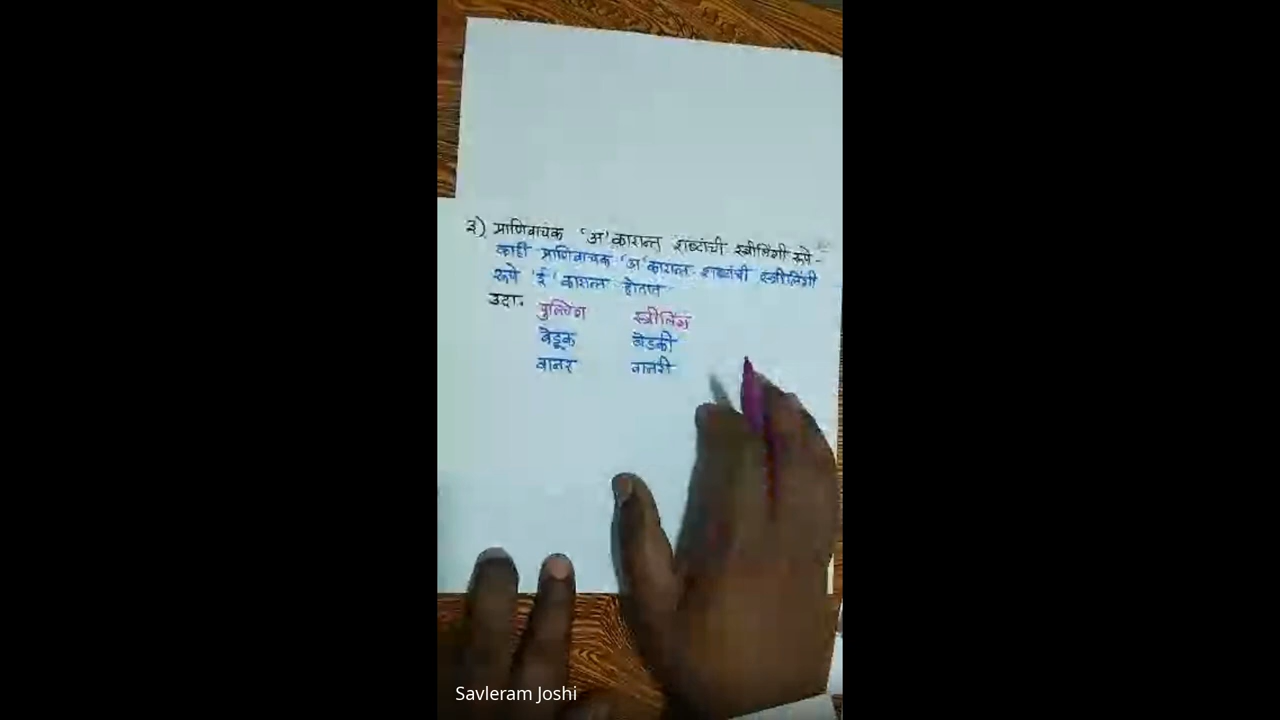 २) प्राणिवाचक 'अ' कारान्त शब्दांची स्त्रीलिंगी रूपे -
काही प्राणिवाचक 'अ' कारान्त शब्दांची स्त्रीलिंगी
रूपे 'ई' कारान्त होतात
उदा. पुल्लिंग स्त्रीलिंग
बेडूक बेडकी
वानर वानरी
Savleram Joshi